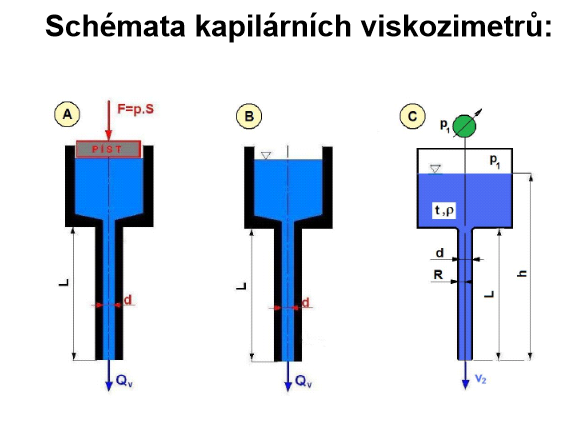 Schémata kapilárních viskozimetrů:
A
F=p.S
PÍST
L
d
Qv
B
L
d
Qv
C
p1
p1
t,ρ
d
R
L
h
v2